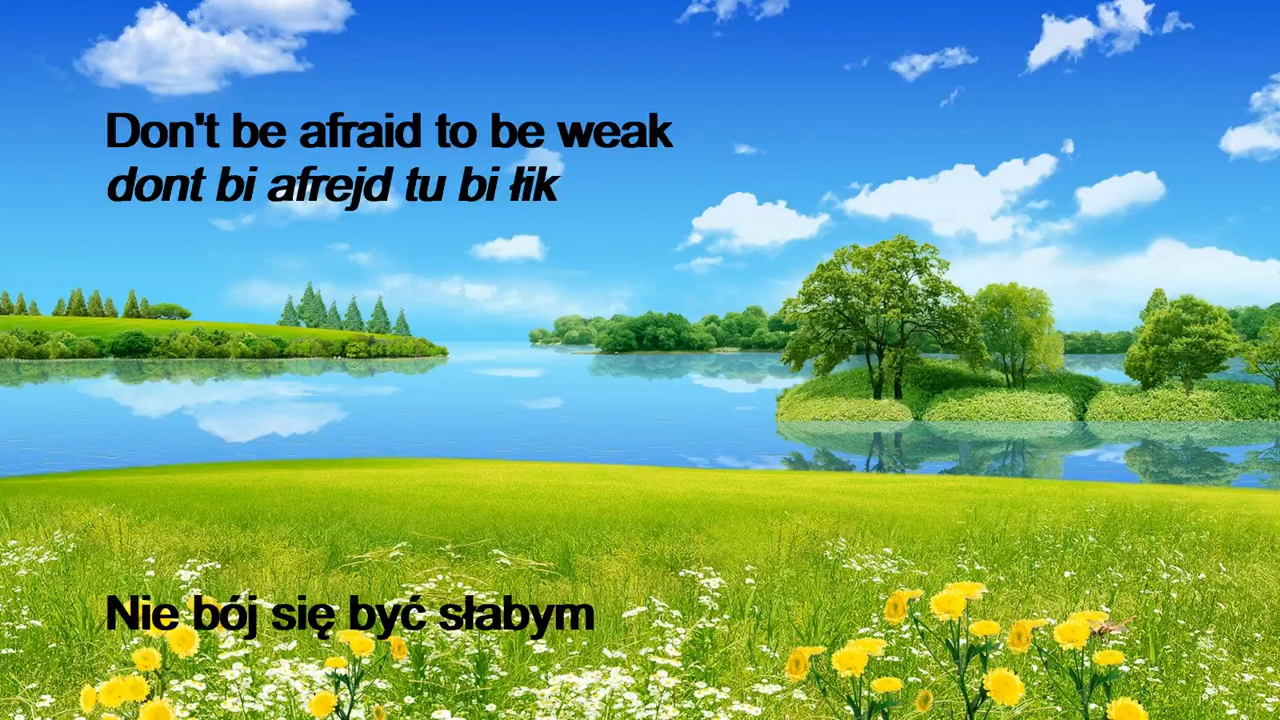 Don't be afraid to be weak
dont bi afrejd tu bi łik
Nie bój się być słabym